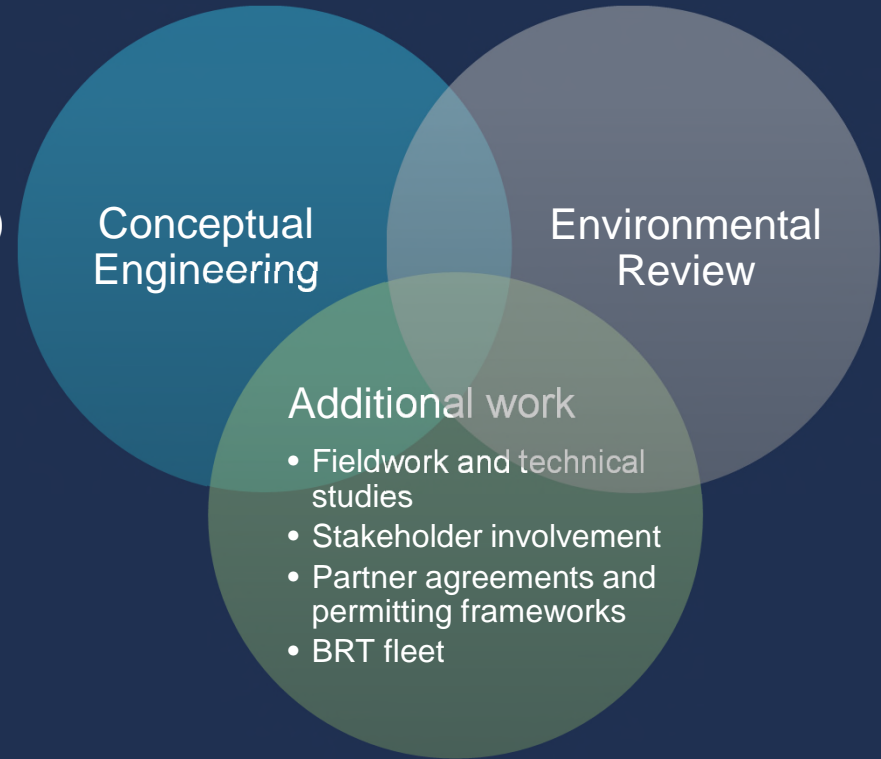 )
Conceptual
Engineering
Environmental
Review
Additional work
• Fieldwork and technical
studies
• Stakeholder involvement
• Partner agreements and
permitting frameworks
• BRT fleet